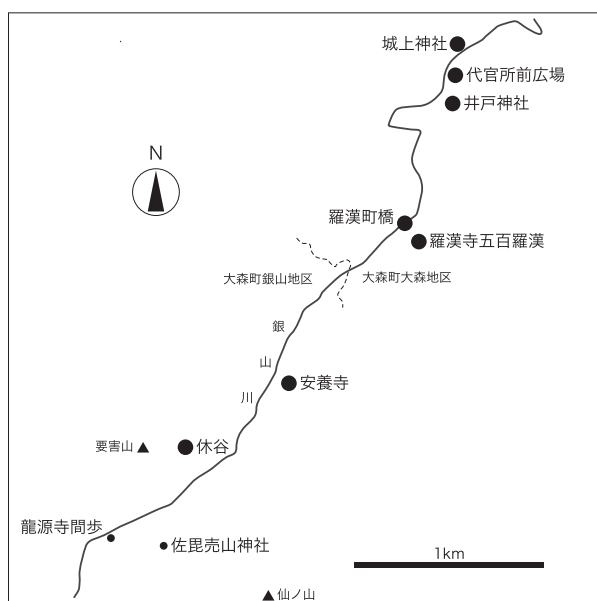 城上神社
代官所前広場
井戸神社
N
羅漢町橋
羅漢寺五百羅漢
大森町銀山地区
大森町大森地区
銀山川
安養寺
要害山
休谷
龍源寺間歩
佐毘売山神社
1km
仙ノ山